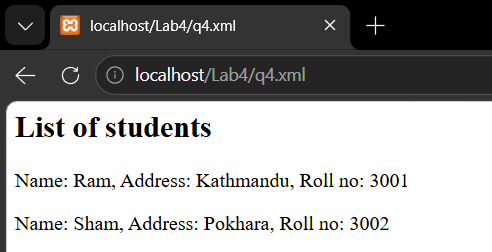 localhost/Lab4/q4.xml
localhost/Lab4/q4.xml
List of students
Name: Ram, Address: Kathmandu, Roll no: 3001
Name: Sham, Address: Pokhara, Roll no: 3002